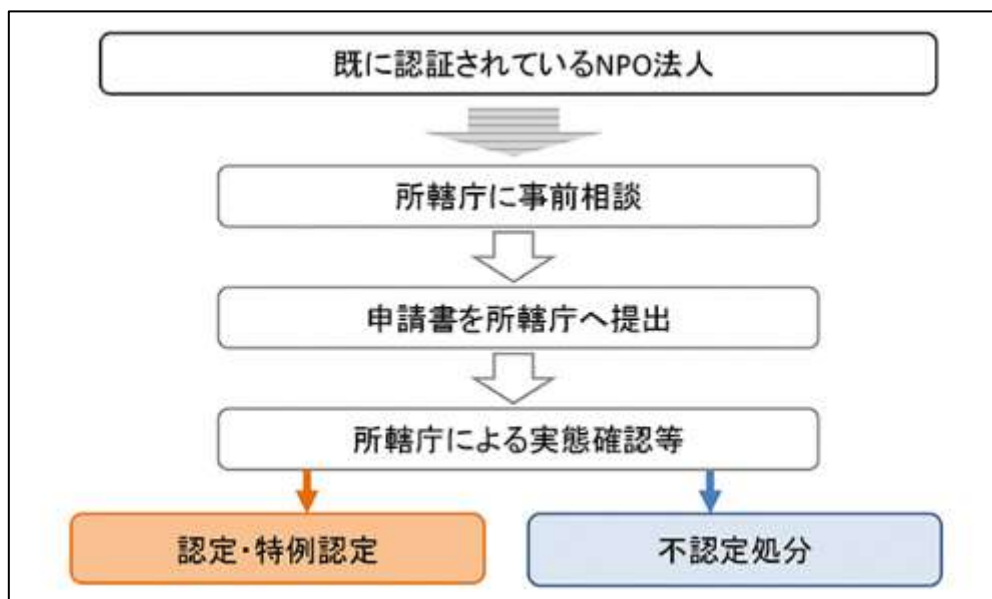 既に認証されているNPO法人
所轄庁に事前相談
申請書を所轄庁へ提出
所轄庁による実態確認等
認定・特例認定
不認定処分